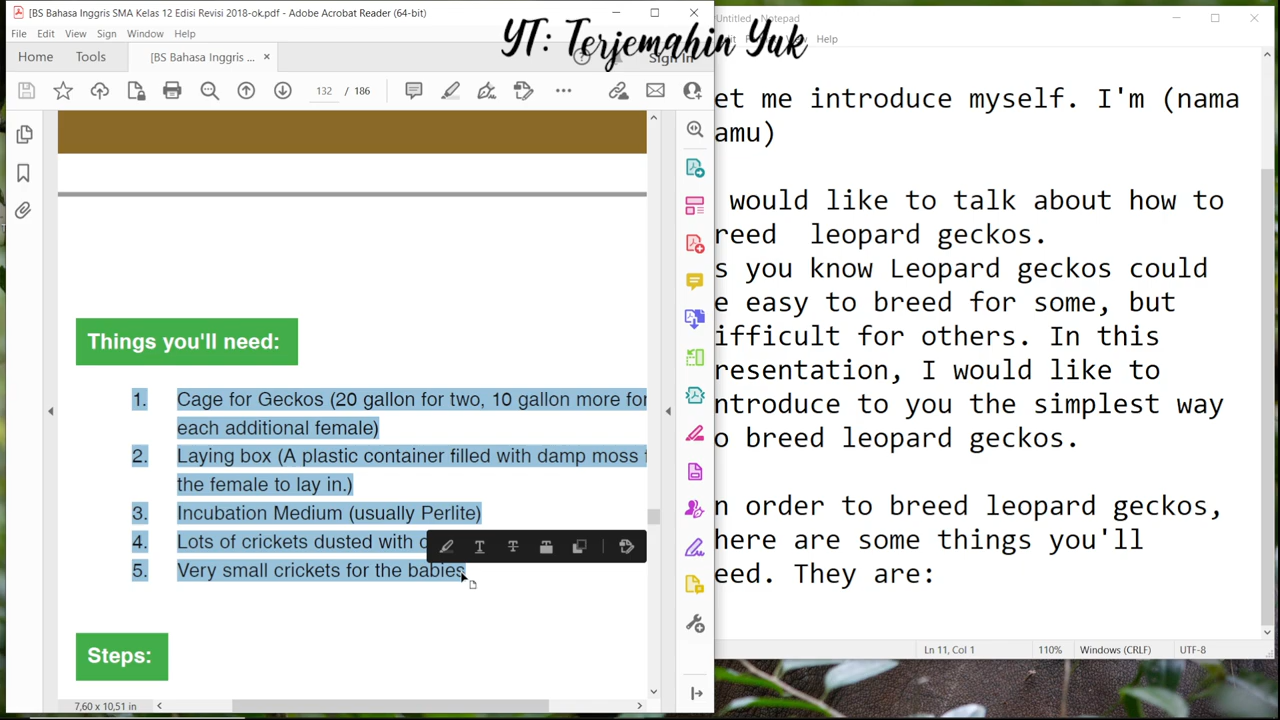 [BS Bahasa Inggris SMA Kelas 12 Edisi Revisi 2018-ok.pdf - Adobe Acrobat Reader (64-bit)
File Edit View Sign Window Help
Home Tools [BS Bahasa Inggris ... × Sign In
132 / 186
YT: Terjemahin Yuk
Things you'll need:
1. Cage for Geckos (20 gallon for two, 10 gallon more for
each additional female)
2. Laying box (A plastic container filled with damp moss
the female to lay in.)
3. Incubation Medium (usually Perlite)
4. Lots of crickets dusted with
5. Very small crickets for the babies
Steps:
7,60 x 10,51 in
Untitled - Notepad
Help
et me introduce myself. I'm (nama
amu)
would like to talk about how to
reed leopard geckos.
s you know Leopard geckos could
e easy to breed for some, but
ifficult for others. In this
resentation, I would like to
ntroduce to you the simplest way
o breed leopard geckos.
n order to breed leopard geckos,
here are some things you'll
eed. They are:
Ln 11, Col 1 110% Windows (CRLF) UTF-8